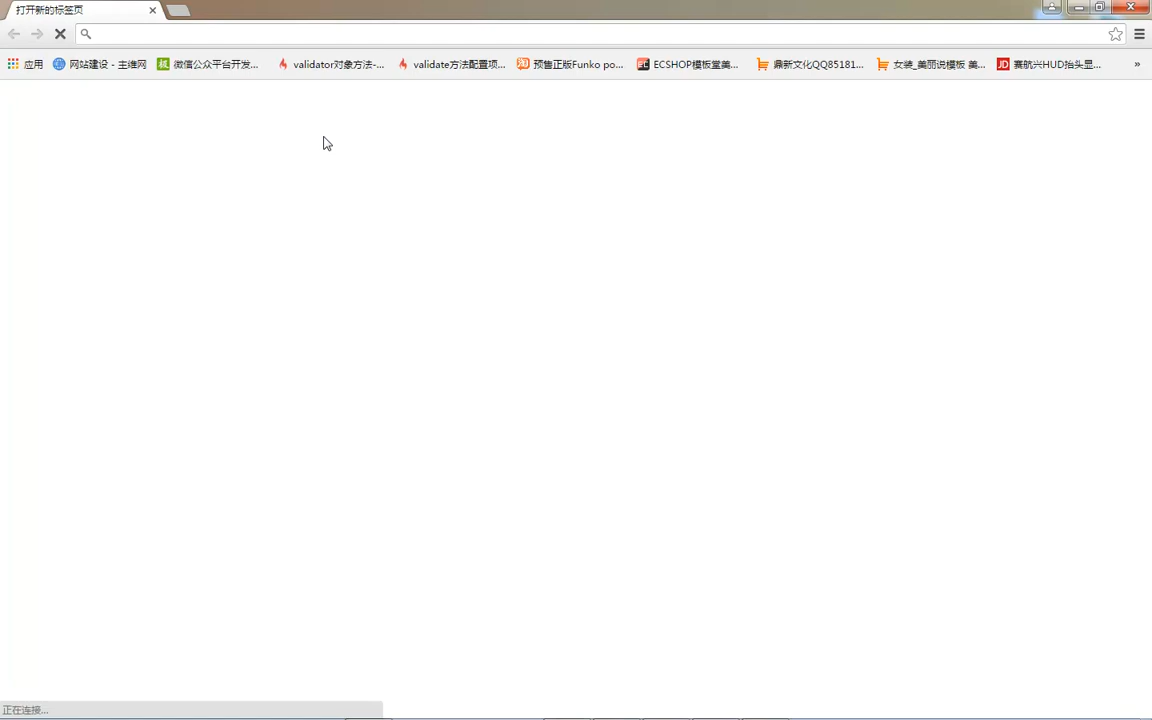 打开新的标签页
应用 网站建设 - 主维网 微信公众平台开发... validator对象方法-... validate方法配置项... 预售正版Funko po... ECSHOP模板堂美... 鼎新文化QQ85181... 女装_美丽说模板 美... 赛航兴HUD抬头显... »
正在连接...